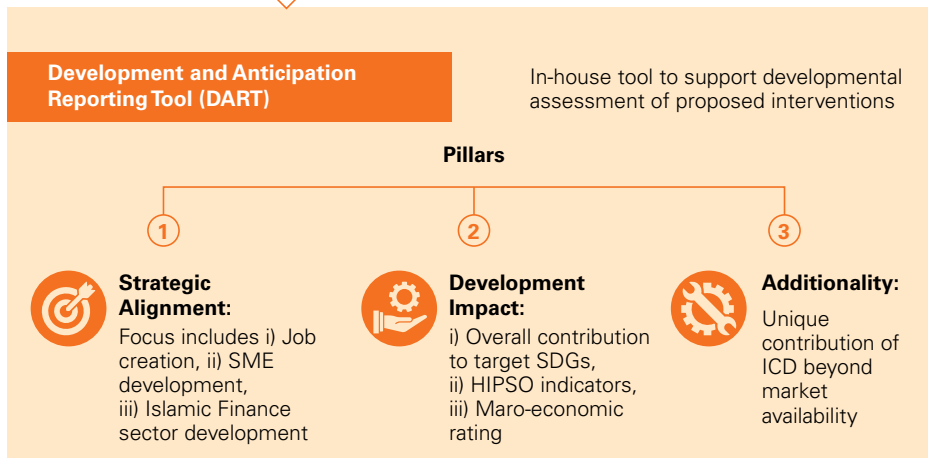 Development and Anticipation
Reporting Tool (DART)
In-house tool to support developmental
assessment of proposed interventions
Pillars
1
Strategic
Alignment:
Focus includes i) Job
creation, ii) SME
development,
iii) Islamic Finance
sector development
2
Development
Impact:
i) Overall contribution
to target SDGs,
ii) HIPSO indicators,
iii) Maro-economic
rating
3
Additionality:
Unique
contribution of
ICD beyond
market
availability